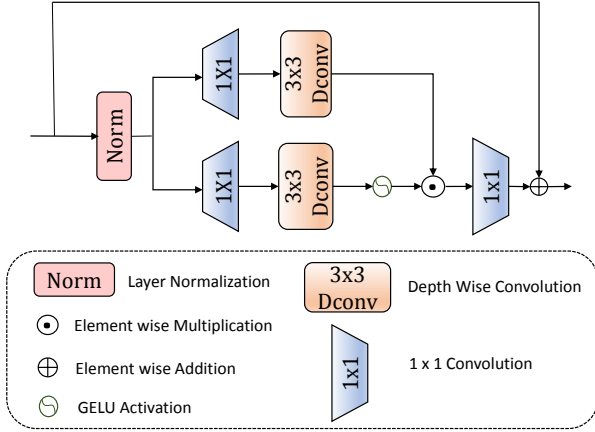 1X1
3x3
Dconv
Norm
1X1
3x3
Dconv
1x1
Norm
Layer Normalization
3x3
Dconv
Depth Wise Convolution
Element wise Multiplication
Element wise Addition
1x1
1 x 1 Convolution
GELU Activation